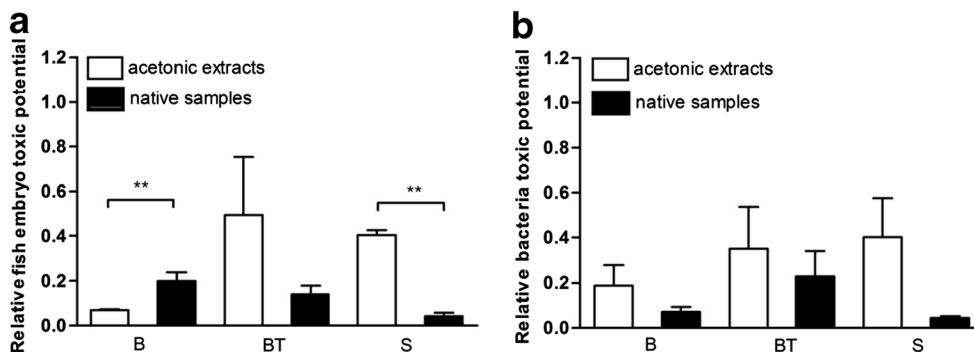 a
Relative fish embryo toxic potential
1.2
1.0
0.8
0.6
0.4
0.2
0.0
acetonic extracts
native samples
**
**
B
BT
S
b
Relative bacteria toxic potential
1.2
1.0
0.8
0.6
0.4
0.2
0.0
acetonic extracts
native samples
B
BT
S